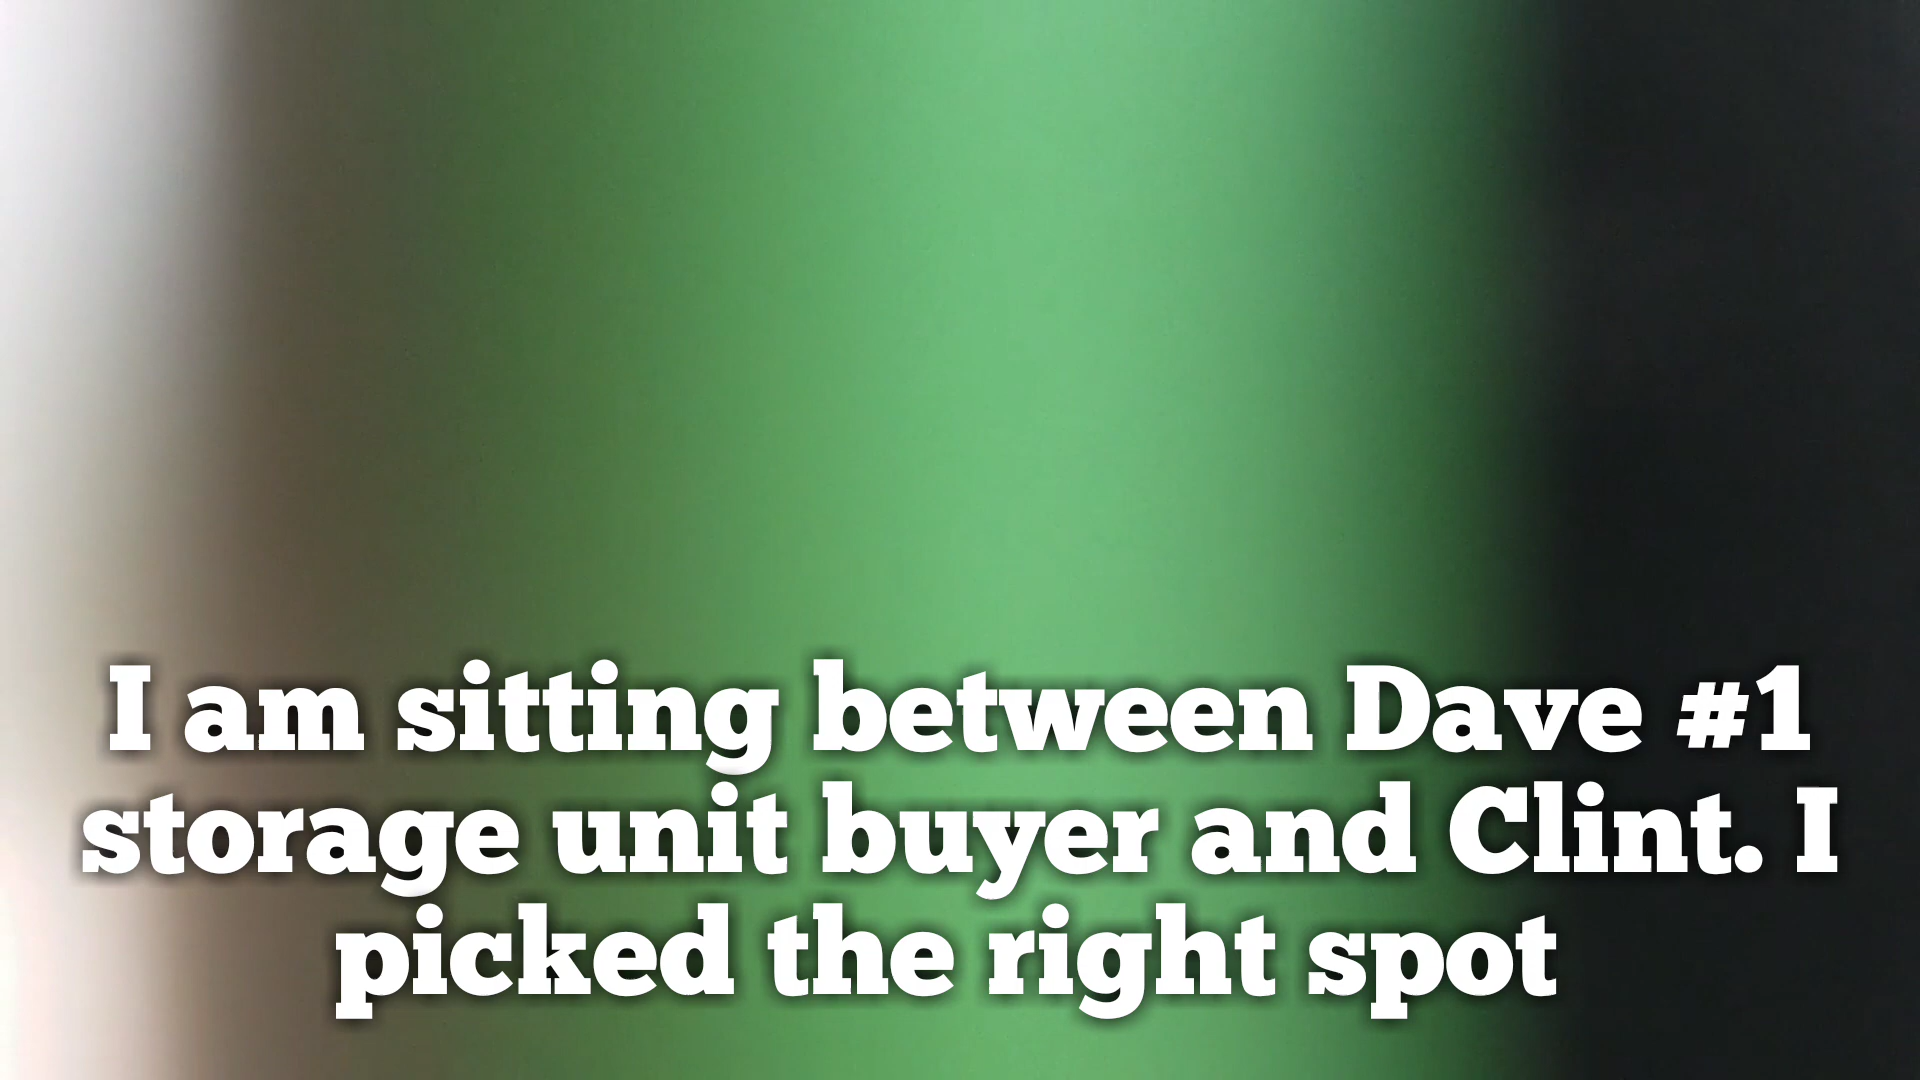 I am sitting between Dave #1
storage unit buyer and Clint. I
picked the right spot